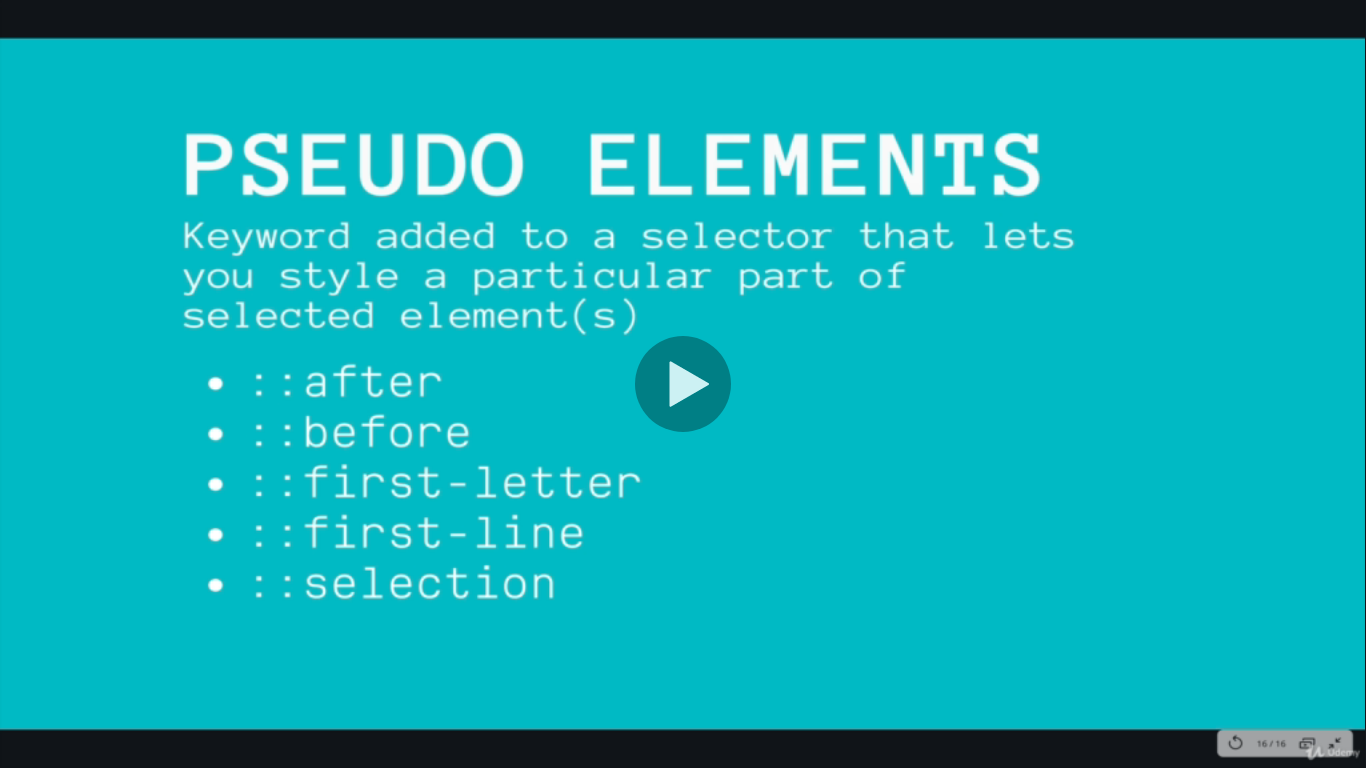 PSEUDO ELEMENTS
Keyword added to a selector that lets
you style a particular part of
selected element(s)
• ::after
• ::before
• ::first-letter
• ::first-line
• ::selection
16/16
Udemy